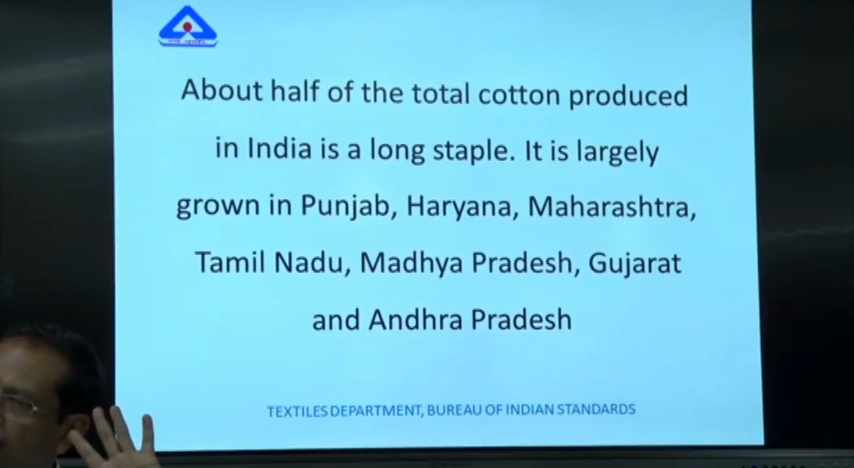 About half of the total cotton produced
in India is a long staple. It is largely
grown in Punjab, Haryana, Maharashtra,
Tamil Nadu, Madhya Pradesh, Gujarat
and Andhra Pradesh
TEXTILES DEPARTMENT, BUREAU OF INDIAN STANDARDS